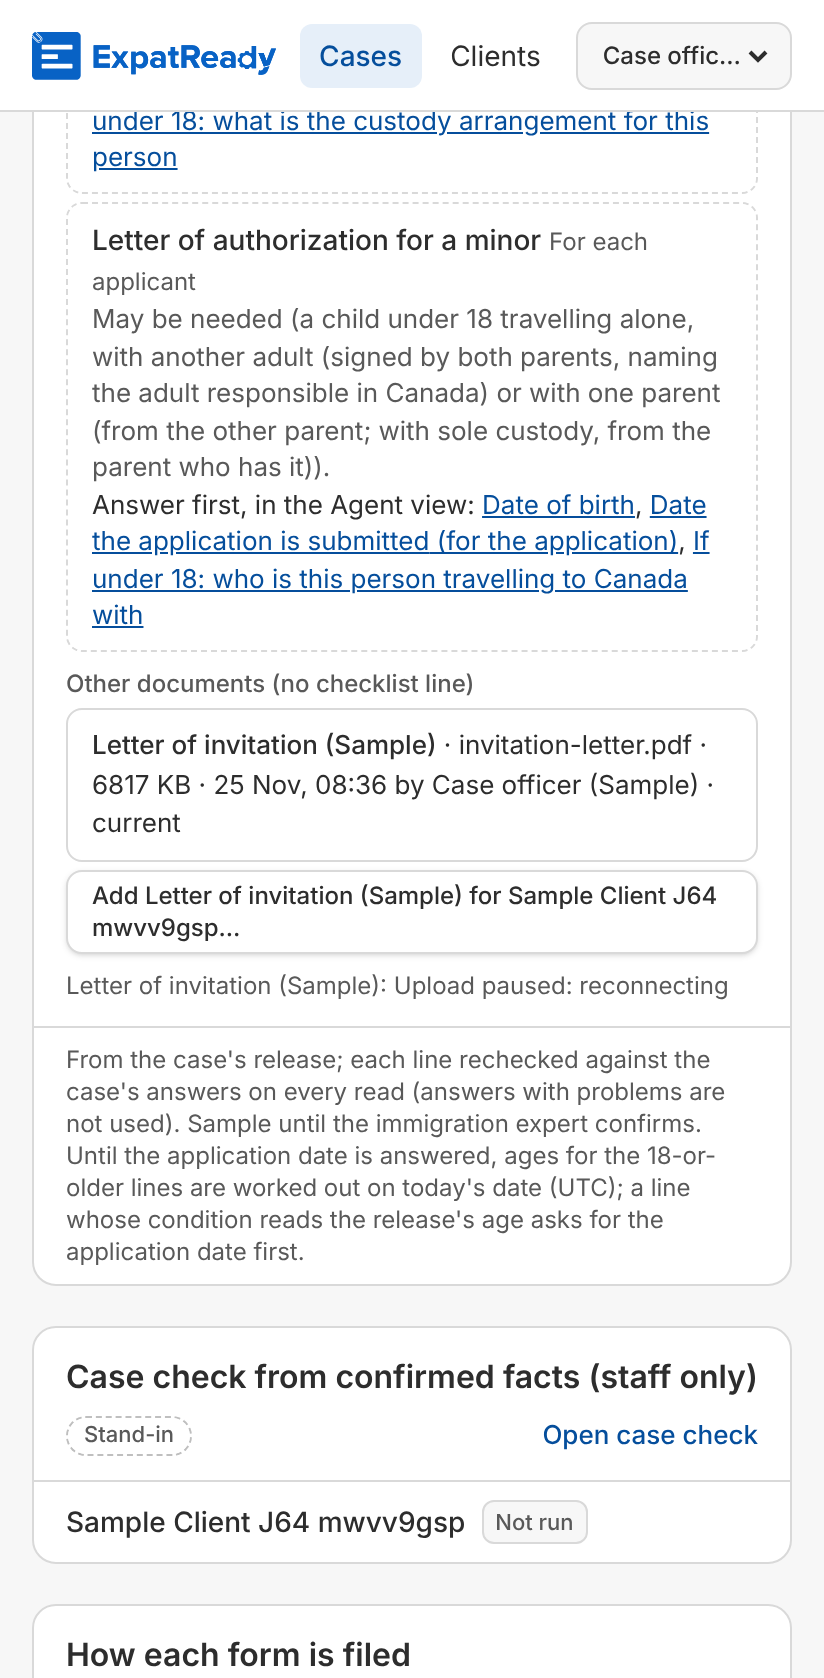 ExpatReady Cases Clients Case offic...
under 18: what is the custody arrangement for this
person
Letter of authorization for a minor For each
applicant
May be needed (a child under 18 travelling alone,
with another adult (signed by both parents, naming
the adult responsible in Canada) or with one parent
(from the other parent; with sole custody, from the
parent who has it)).
Answer first, in the Agent view: Date of birth, Date
the application is submitted (for the application), If
under 18: who is this person travelling to Canada
with
Other documents (no checklist line)
Letter of invitation (Sample) · invitation-letter.pdf ·
6817 KB · 25 Nov, 08:36 by Case officer (Sample) ·
current
Add Letter of invitation (Sample) for Sample Client J64
mwvv9gsp...
Letter of invitation (Sample): Upload paused: reconnecting
From the case's release; each line rechecked against the
case's answers on every read (answers with problems are
not used). Sample until the immigration expert confirms.
Until the application date is answered, ages for the 18-or-
older lines are worked out on today's date (UTC); a line
whose condition reads the release's age asks for the
application date first.
Case check from confirmed facts (staff only)
Stand-in Open case check
Sample Client J64 mwvv9gsp Not run
How each form is filed